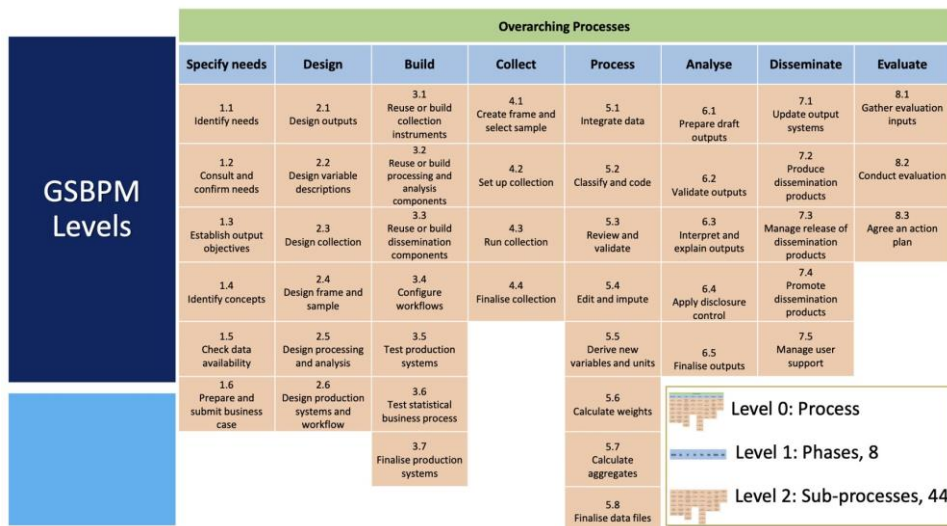 Overarching Processes
GSBPM
Levels
Specify needs
Design
Build
Collect
Process
Analyse
Disseminate
Evaluate
1.1
Identify needs
1.2
Consult and
confirm needs
1.3
Establish output
objectives
1.4
Identify concepts
1.5
Check data
availability
1.6
Prepare and
submit business
case
2.1
Design outputs
2.2
Design variable
descriptions
2.3
Design collection
2.4
Design frame and
sample
2.5
Design processing
and analysis
2.6
Design production
systems and
workflow
3.1
Reuse or build
collection
instruments
3.2
Reuse or build
processing and
analysis
components
3.3
Reuse or build
dissemination
components
3.4
Configure
workflows
3.5
Test production
systems
3.6
Test statistical
business process
3.7
Finalise production
systems
4.1
Create frame and
select sample
4.2
Set up collection
4.3
Run collection
4.4
Finalise collection
5.1
Integrate data
5.2
Classify and code
5.3
Review and
validate
5.4
Edit and impute
5.5
Derive new
variables and units
5.6
Calculate weights
5.7
Calculate
aggregates
5.8
Finalise data files
6.1
Prepare draft
outputs
6.2
Validate outputs
6.3
Interpret and
explain outputs
6.4
Apply disclosure
control
6.5
Finalise outputs
7.1
Update output
systems
7.2
Produce
dissemination
products
7.3
Manage release of
dissemination
products
7.4
Promote
dissemination
products
7.5
Manage user
support
8.1
Gather evaluation
inputs
8.2
Conduct evaluation
8.3
Agree an action
plan
Level 0: Process
Level 1: Phases, 8
Level 2: Sub-processes, 44